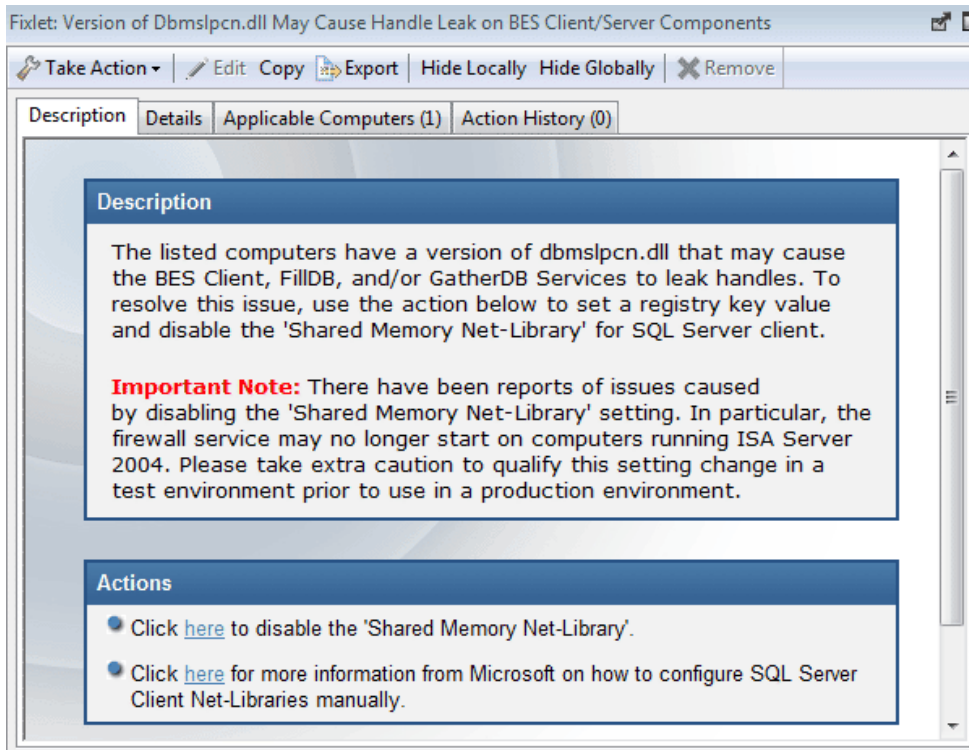 Fixlet: Version of Dbmslpcn.dll May Cause Handle Leak on BES Client/Server Components
Take Action Edit Copy Export Hide Locally Hide Globally Remove
Description Details Applicable Computers (1) Action History (0)
Description
The listed computers have a version of dbmslpcn.dll that may cause
the BES Client, FillDB, and/or GatherDB Services to leak handles. To
resolve this issue, use the action below to set a registry key value
and disable the 'Shared Memory Net-Library' for SQL Server client.
Important Note: There have been reports of issues caused
by disabling the 'Shared Memory Net-Library' setting. In particular, the
firewall service may no longer start on computers running ISA Server
2004. Please take extra caution to qualify this setting change in a
test environment prior to use in a production environment.
Actions
Click here to disable the 'Shared Memory Net-Library'.
Click here for more information from Microsoft on how to configure SQL Server
Client Net-Libraries manually.